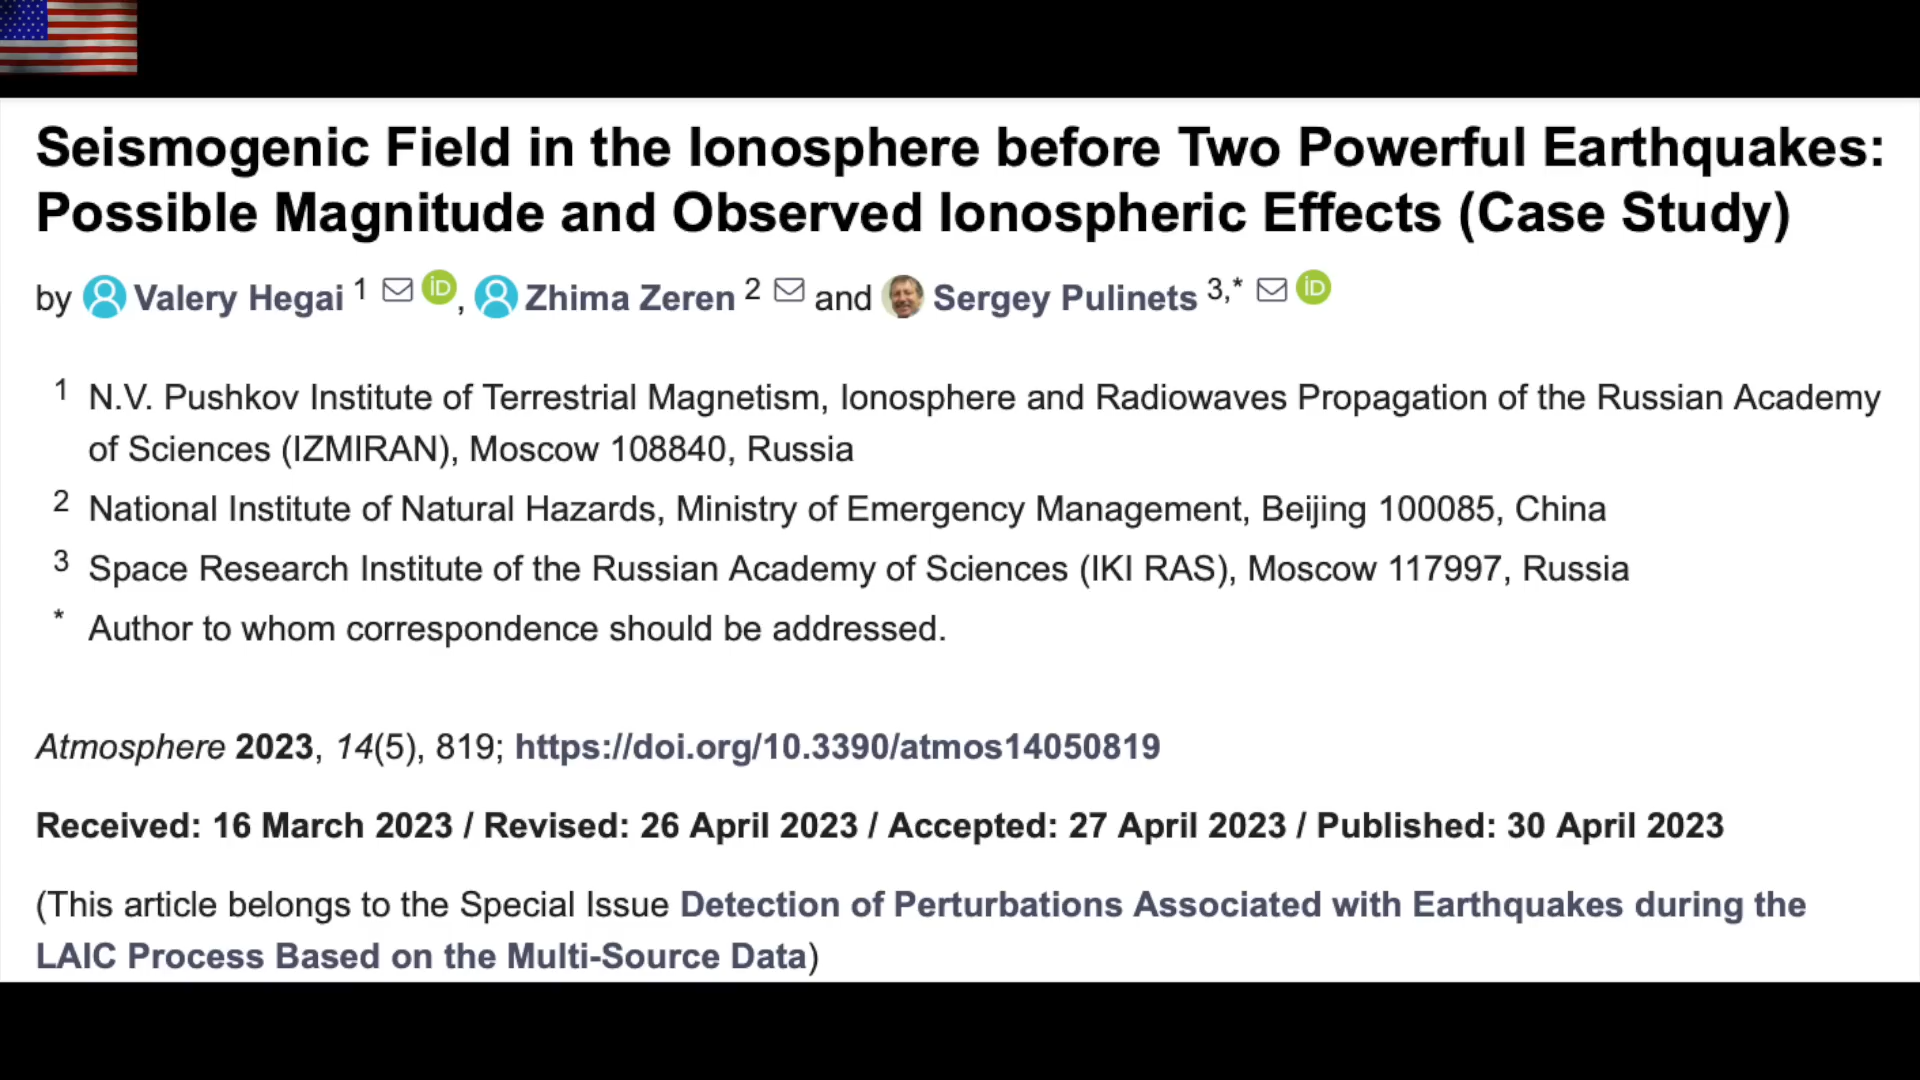 Seismogenic Field in the Ionosphere before Two Powerful Earthquakes:
Possible Magnitude and Observed Ionospheric Effects (Case Study)
by Valery Hegai 1 iD, Zhima Zeren 2 and Sergey Pulinets 3,* iD
1 N.V. Pushkov Institute of Terrestrial Magnetism, Ionosphere and Radiowaves Propagation of the Russian Academy
of Sciences (IZMIRAN), Moscow 108840, Russia
2 National Institute of Natural Hazards, Ministry of Emergency Management, Beijing 100085, China
3 Space Research Institute of the Russian Academy of Sciences (IKI RAS), Moscow 117997, Russia
* Author to whom correspondence should be addressed.
Atmosphere 2023, 14(5), 819; https://doi.org/10.3390/atmos14050819
Received: 16 March 2023 / Revised: 26 April 2023 / Accepted: 27 April 2023 / Published: 30 April 2023
(This article belongs to the Special Issue Detection of Perturbations Associated with Earthquakes during the
LAIC Process Based on the Multi-Source Data)